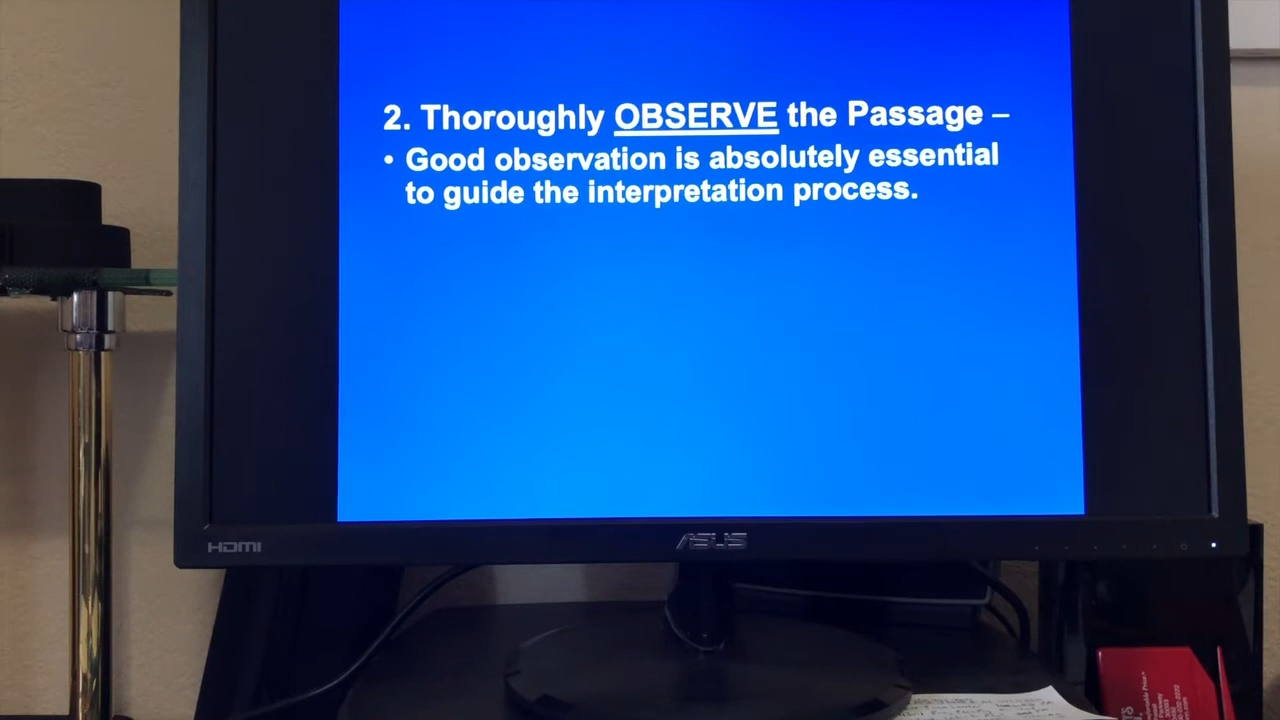 2. Thoroughly OBSERVE the Passage –
• Good observation is absolutely essential
to guide the interpretation process.
HDMI
ASUS